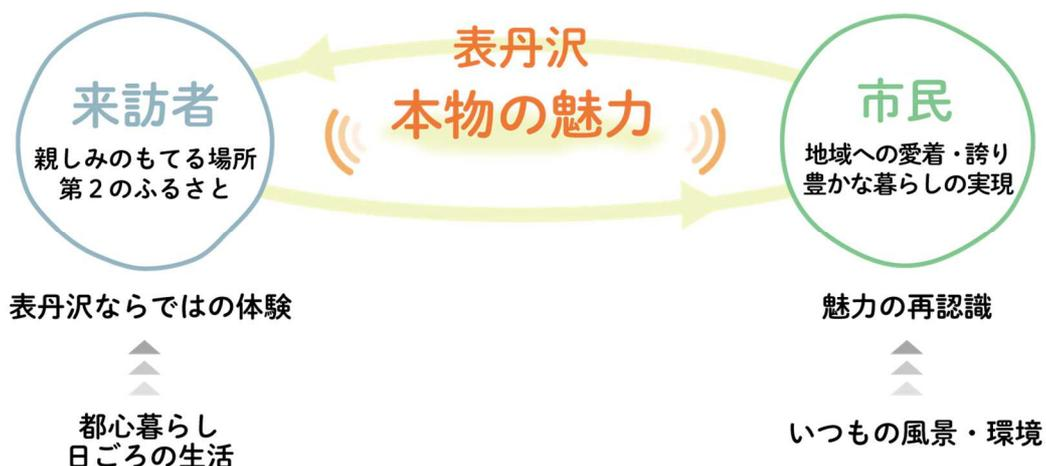 表丹沢
本物の魅力
来訪者
親しみのもてる場所
第２のふるさと
市民
地域への愛着・誇り
豊かな暮らしの実現
表丹沢ならではの体験
魅力の再認識
都心暮らし
日ごろの生活
いつもの風景・環境